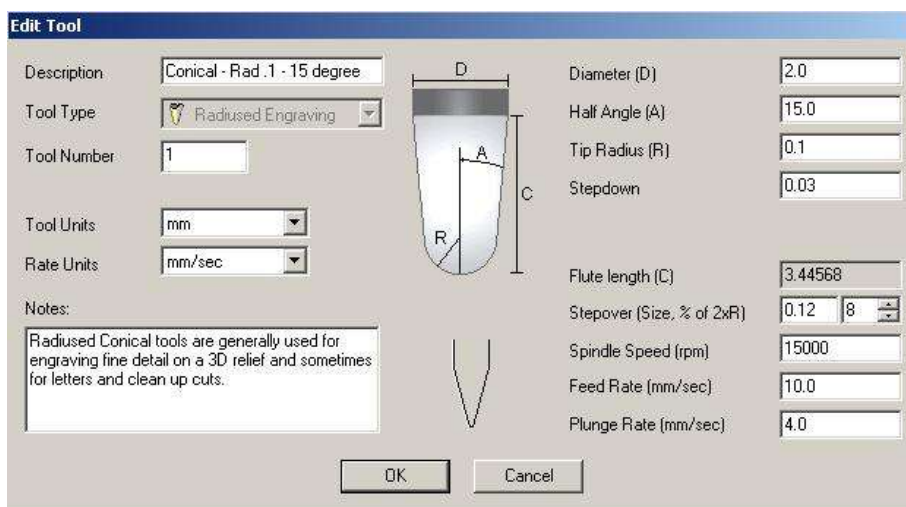 Edit Tool
Description
Conical - Rad .1 - 15 degree
Tool Type
Radiused Engraving
Tool Number
1
Tool Units
mm
Rate Units
mm/sec
Notes:
Radiused Conical tools are generally used for
engraving fine detail on a 3D relief and sometimes
for letters and clean up cuts.
D
A
C
R
Diameter (D)
2.0
Half Angle (A)
15.0
Tip Radius (R)
0.1
Stepdown
0.03
Flute length (C)
3.44568
Stepover (Size, % of 2xR)
0.12
8
Spindle Speed (rpm)
15000
Feed Rate (mm/sec)
10.0
Plunge Rate (mm/sec)
4.0
OK
Cancel